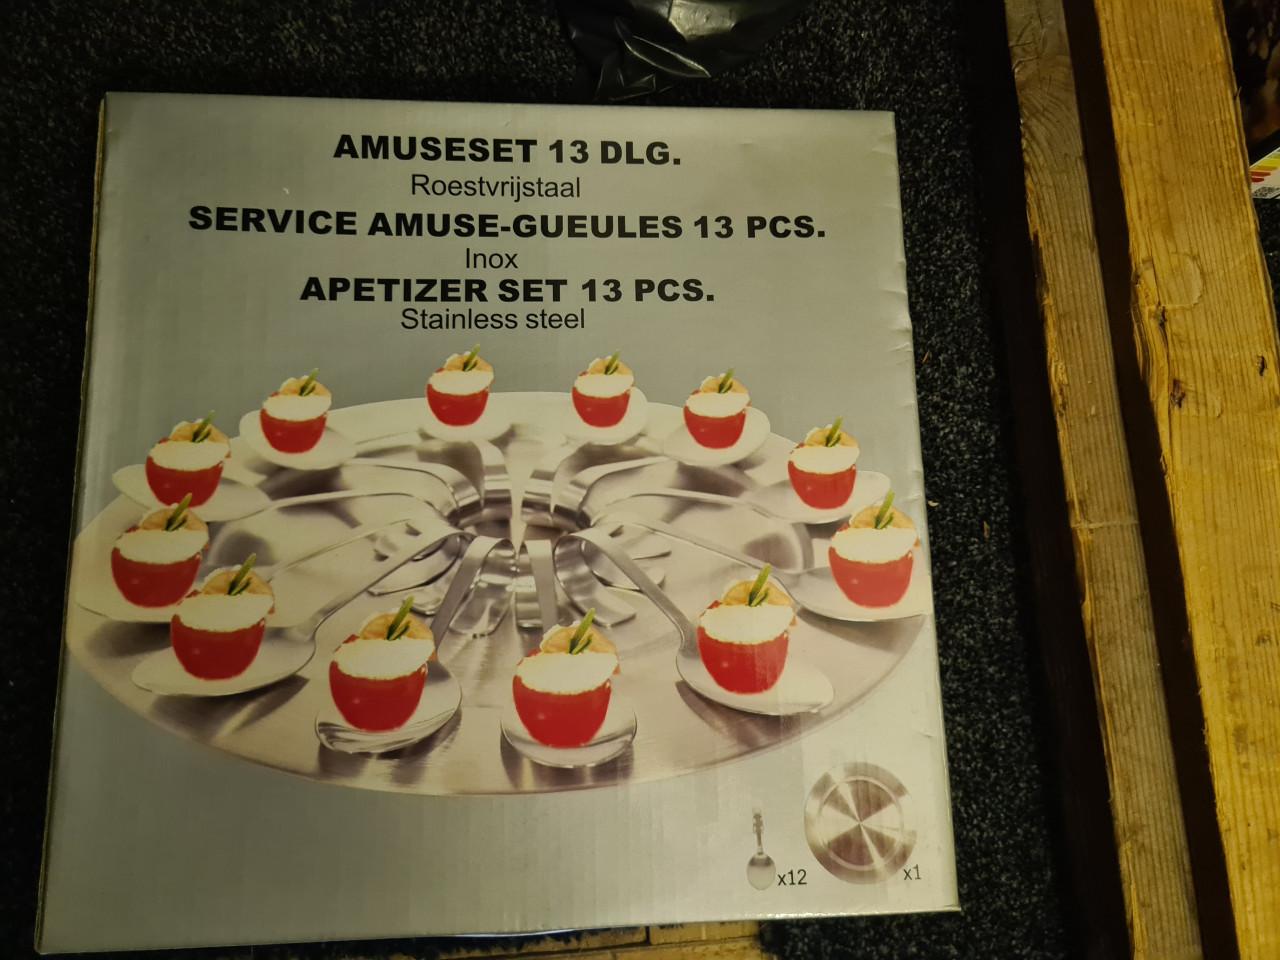 AMUSESET 13 DLG.
Roestvrijstaal
SERVICE AMUSE-GUEULES 13 PCS.
Inox
APETIZER SET 13 PCS.
Stainless steel
x12
x1